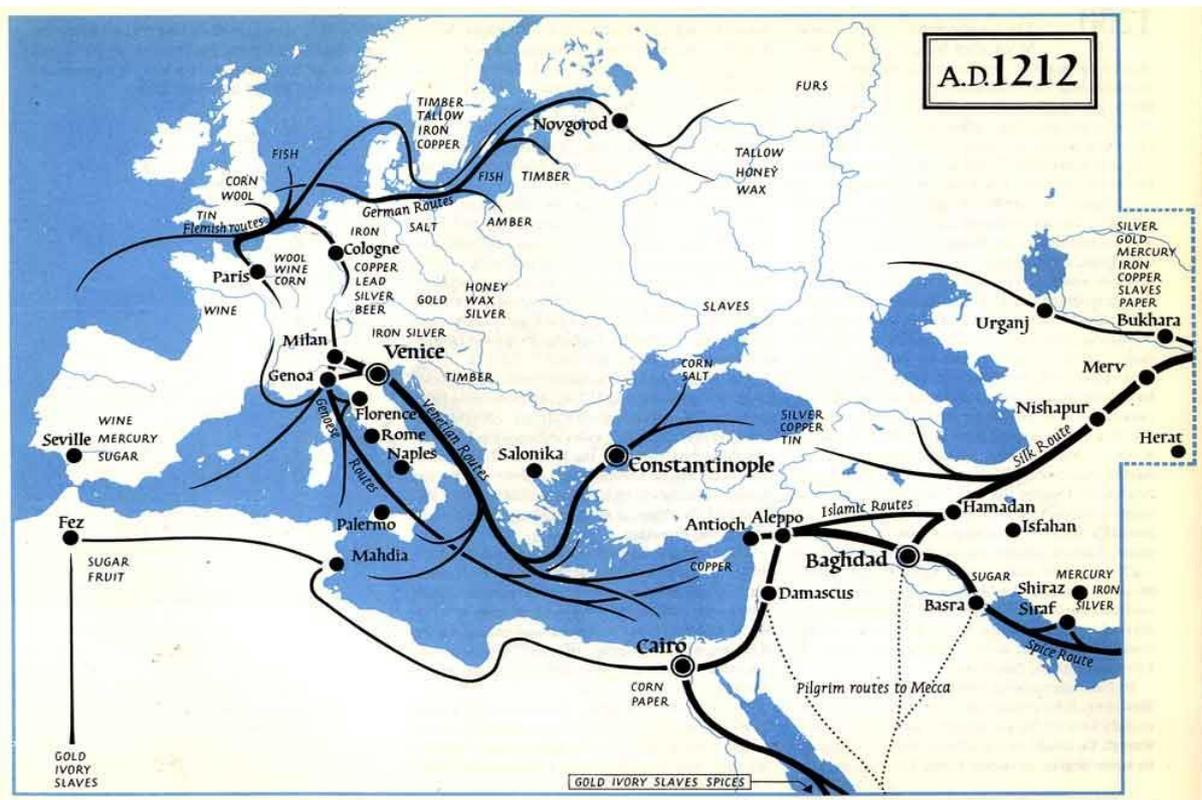 A.D.1212
FURS
TIMBER
TALLOW
IRON
COPPER
Novgorod
FISH
TALLOW
HONEY
WAX
FISH
TIMBER
CORN
WOOL
TIN
Flemish routes
German Routes
AMBER
SALT
IRON
Cologne
COPPER
LEAD
SILVER
BEER
Paris
WOOL
WINE
CORN
WINE
GOLD
HONEY
WAX
SILVER
SLAVES
SILVER
GOLD
MERCURY
IRON
COPPER
SLAVES
PAPER
Urganj
Bukhara
Merv
Nishapur
Herat
Silk Route
IRON SILVER
Milan
Venice
Genoa
TIMBER
CORN
SALT
Florence
Genoese
Routes
Venetian Routes
Rome
Naples
Salonika
Constantinople
SILVER
COPPER
TIN
Seville
WINE
MERCURY
SUGAR
Fez
SUGAR
FRUIT
Palermo
Mahdia
Antioch
Aleppo
Islamic Routes
Hamadan
Isfahan
Baghdad
COPPER
Damascus
SUGAR
Basra
MERCURY
Shiraz
IRON
Siraf
SILVER
Spice Route
Cairo
CORN
PAPER
Pilgrim routes to Mecca
GOLD
IVORY
SLAVES
GOLD IVORY SLAVES SPICES